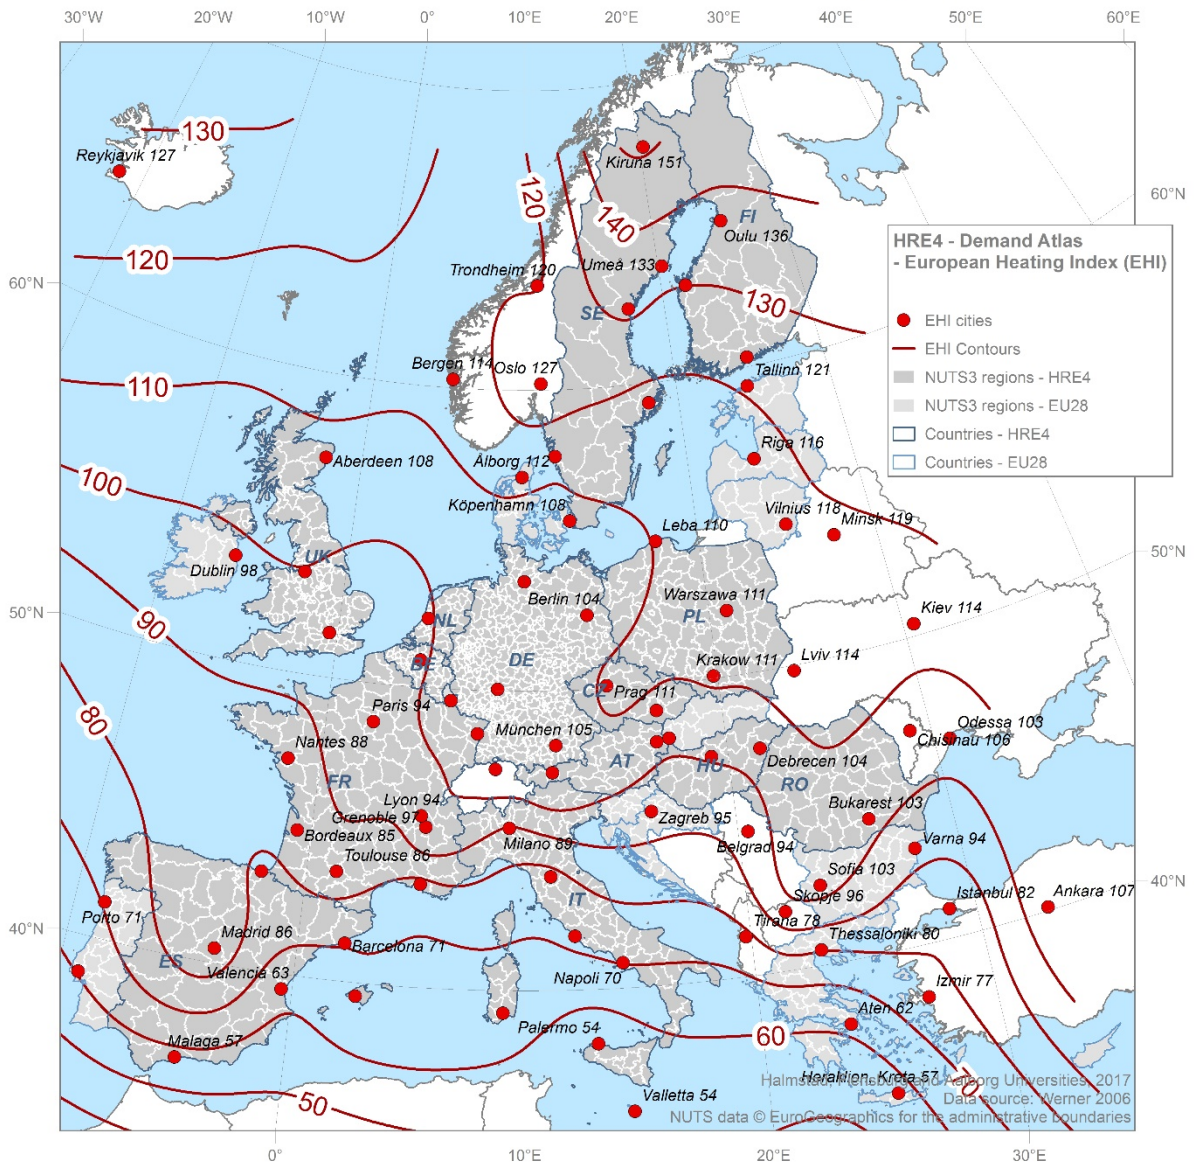 30°W 20°W 10°W 0° 10°E 20°E 30°E 40°E 50°E 60°E
130
Reykjavik 127
Kiruna 151
120
140
60°N
FI
Oulu 136
HRE4 - Demand Atlas
- European Heating Index (EHI)
120
Trondheim 120
Umeå 133
60°N
130
SE
EHI cities
EHI Contours
NUTS3 regions - HRE4
NUTS3 regions - EU28
Countries - HRE4
Countries - EU28
110
Bergen 114
Oslo 127
Tallinn 121
Riga 116
100
Aberdeen 108
Ålborg 112
Köpenhamn 108
Vilnius 118
Minsk 119
Leba 110
UK
Dublin 98
50°N
50°N
90
Berlin 104
Warszawa 111
Kiev 114
NL
PL
BE
DE
Krakow 111
Lviv 114
CZ
Prag 111
80
Paris 94
Odessa 103
Chisinau 106
München 105
Nantes 88
AT
HU
Debrecen 104
FR
RO
Lyon 94
Grenoble 97
Bordeaux 85
Zagreb 95
Bukarest 103
Milano 89
Belgrad 94
Varna 94
Toulouse 86
Sofia 103
40°N
IT
Skopje 96
Istanbul 82
Ankara 107
Porto 71
Tirana 78
40°N
Madrid 86
Barcelona 71
Thessaloniki 80
ES
Valencia 63
Napoli 70
Izmir 77
Aten 62
Palermo 54
60
Malaga 57
70
Heraklion, Kreta 57
Halmstad, Flensburg and Aalborg Universities, 2017
Valletta 54
Data source: Werner 2006
50
NUTS data © EuroGeographics for the administrative boundaries
0° 10°E 20°E 30°E